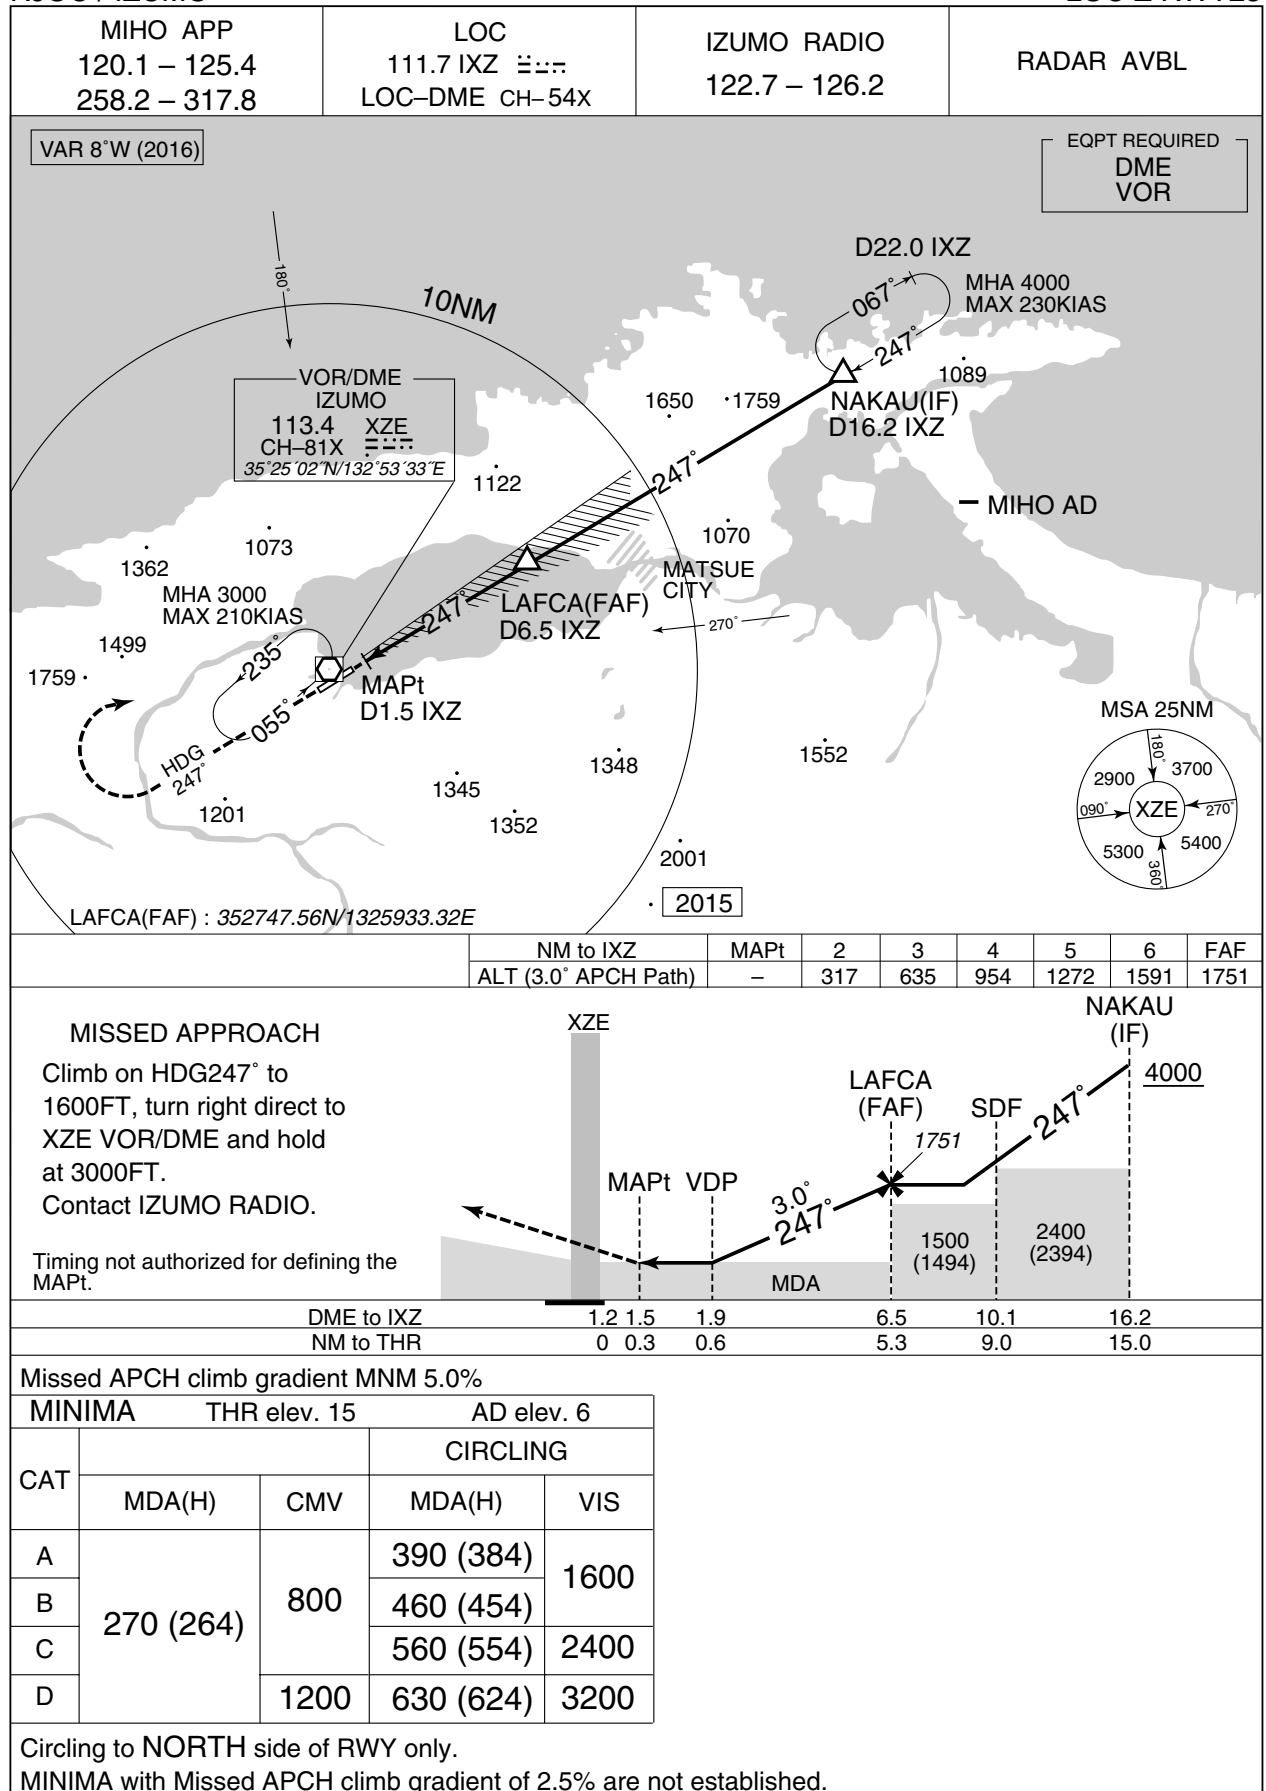 MIHO APP
120.1 – 125.4
258.2 – 317.8
LOC
111.7 IXZ
LOC–DME CH–54X
IZUMO RADIO
122.7 – 126.2
RADAR AVBL
VAR 8°W (2016)
EQPT REQUIRED
DME
VOR
180°
10NM
D22.0 IXZ
067°
MHA 4000
MAX 230KIAS
247°
1089
NAKAU(IF)
D16.2 IXZ
VOR/DME
IZUMO
113.4 XZE
CH–81X
35°25´02˝N/132°53´33˝E
1650
1759
1122
247°
MIHO AD
1073
1070
1362
MATSUE
CITY
MHA 3000
MAX 210KIAS
247°
LAFCA(FAF)
D6.5 IXZ
270°
1499
235°
1759
MAPt
D1.5 IXZ
055°
HDG
247°
1201
1345
1348
1352
1552
2001
2015
MSA 25NM
180°
2900
3700
090°
XZE
270°
5300
5400
360°
LAFCA(FAF) : 352747.56N/1325933.32E
NM to IXZ MAPt 2 3 4 5 6 FAF
ALT (3.0° APCH Path) – 317 635 954 1272 1591 1751
MISSED APPROACH
Climb on HDG247° to
1600FT, turn right direct to
XZE VOR/DME and hold
at 3000FT.
Contact IZUMO RADIO.
Timing not authorized for defining the
MAPt.
XZE
NAKAU
(IF)
4000
LAFCA
(FAF)
SDF
247°
1751
MAPt VDP
3.0°
247°
1500
(1494)
2400
(2394)
MDA
DME to IXZ 1.2 1.5 1.9 6.5 10.1 16.2
NM to THR 0 0.3 0.6 5.3 9.0 15.0
Missed APCH climb gradient MNM 5.0%
MINIMA THR elev. 15 AD elev. 6
CAT
CIRCLING
MDA(H) CMV MDA(H) VIS
A 390 (384)
1600
B 460 (454)
270 (264) 800
C 560 (554) 2400
D 1200 630 (624) 3200
Circling to NORTH side of RWY only.
MINIMA with Missed APCH climb gradient of 2.5% are not established.